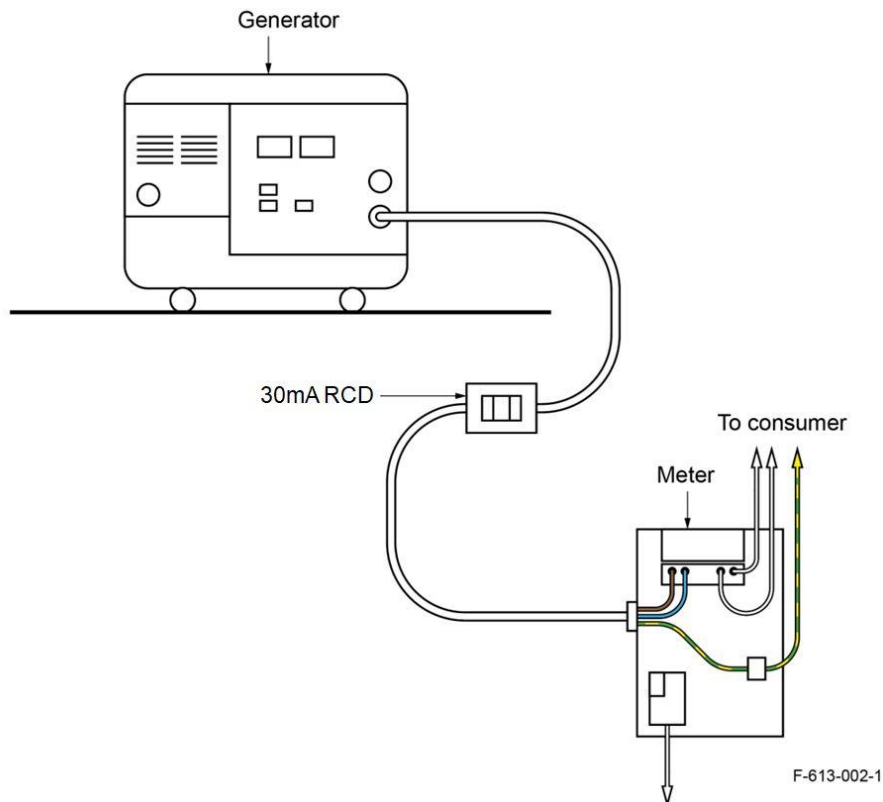 Generator
30mA RCD
To consumer
Meter
F-613-002-1